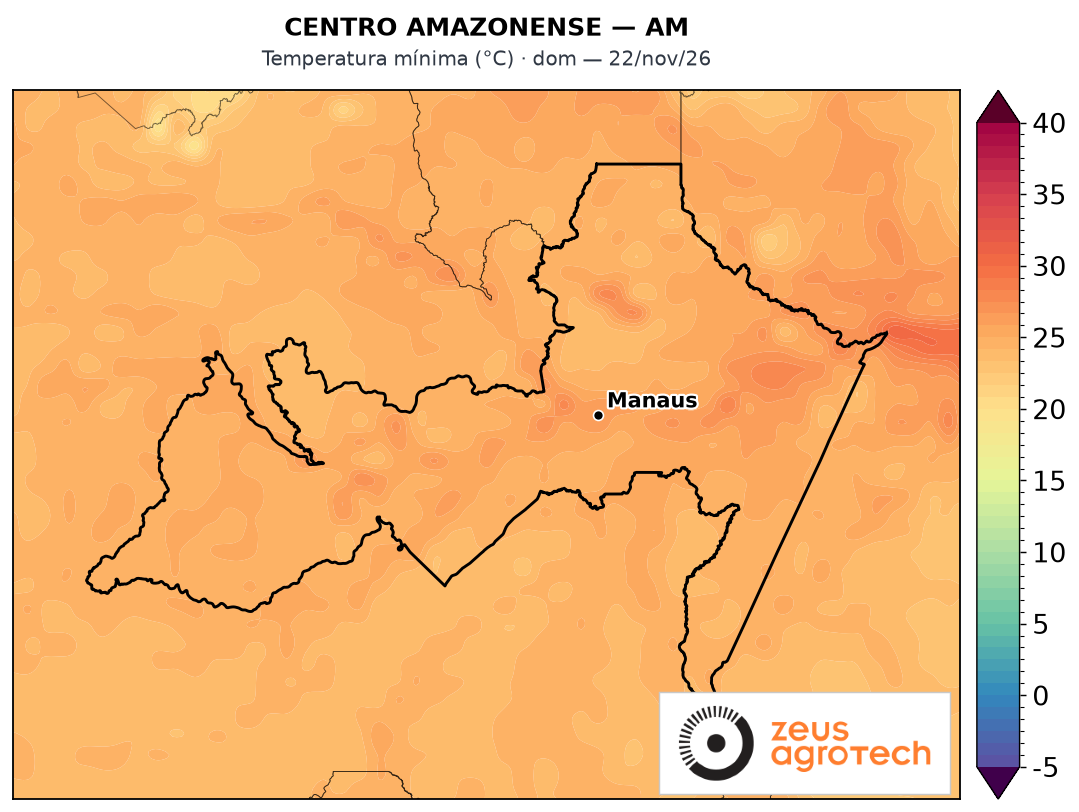 CENTRO AMAZONENSE — AM
Temperatura mínima (°C) · dom — 22/nov/26
40
35
30
25
20
15
10
5
0
-5
Manaus
zeus
agrotech